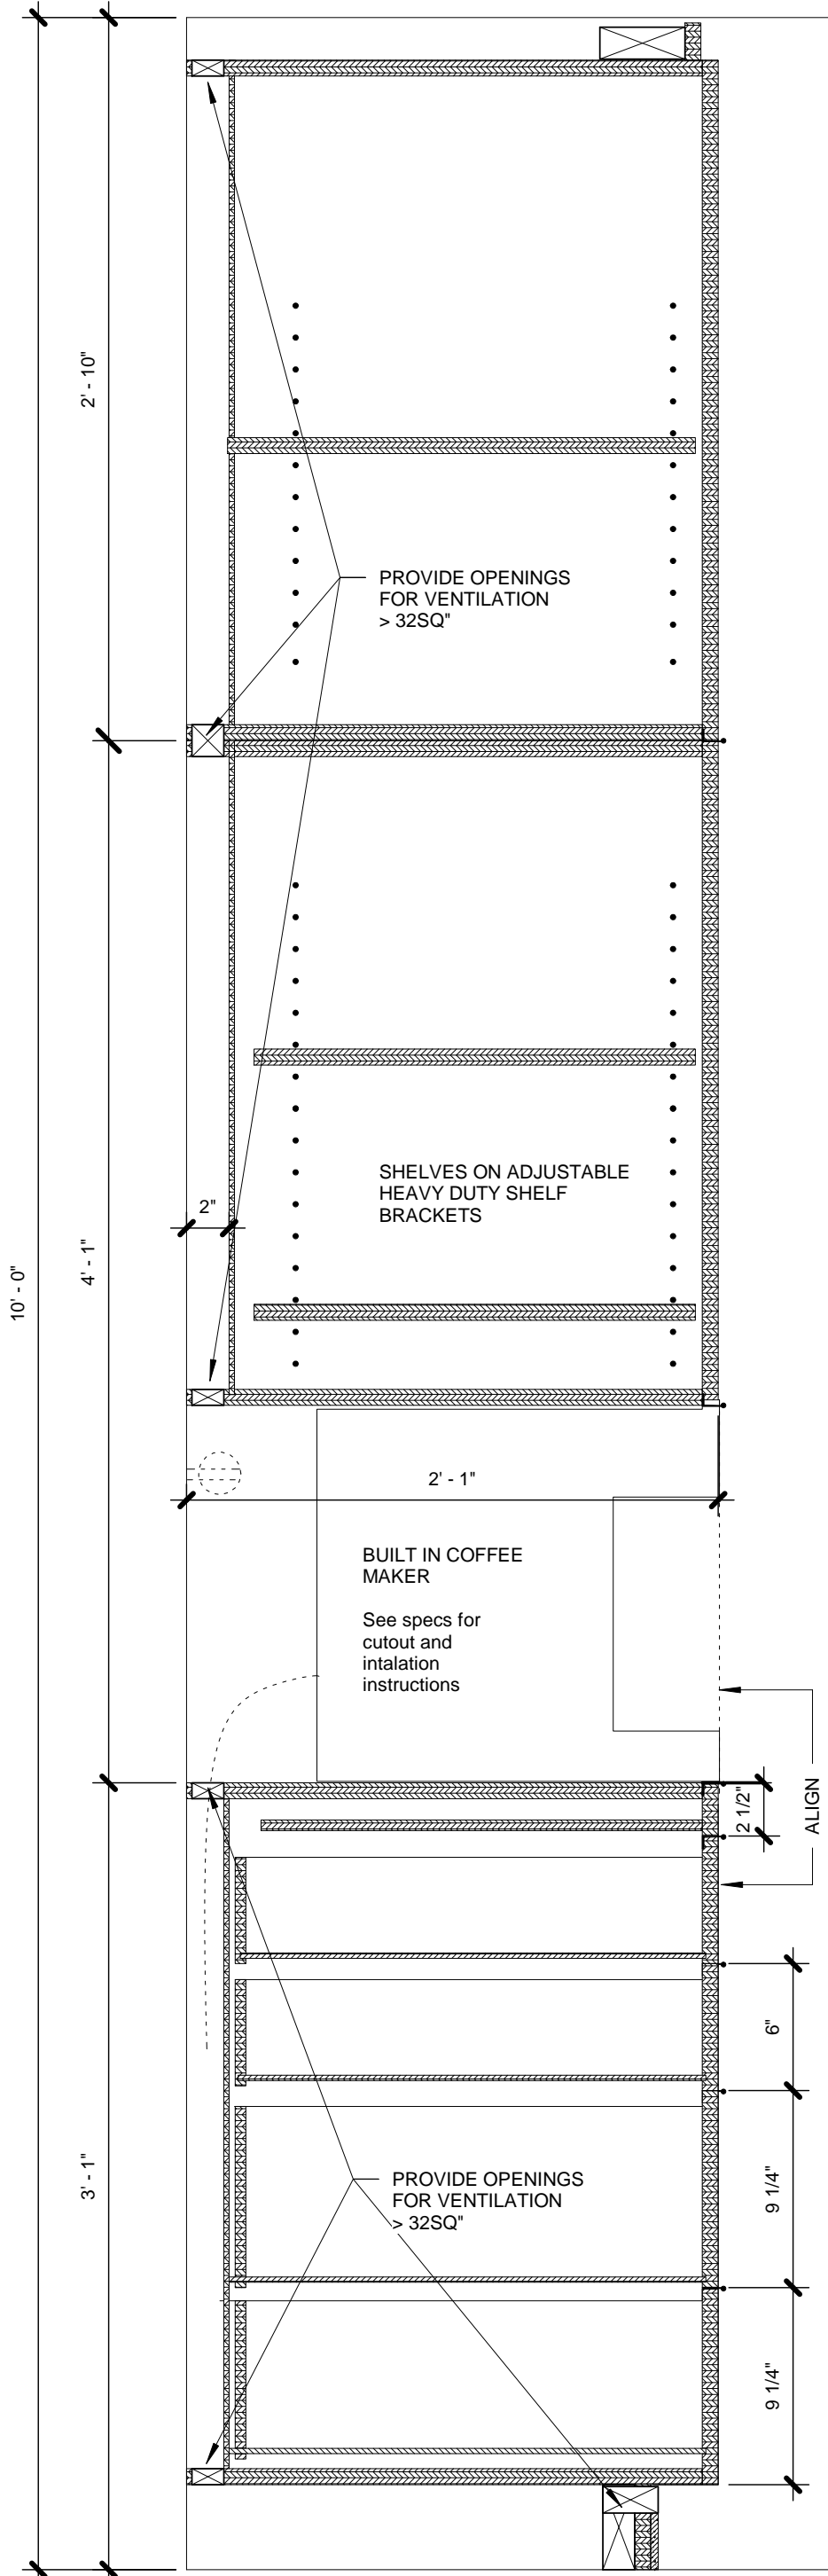 2' - 10"
PROVIDE OPENINGS
FOR VENTILATION
> 32SQ"
SHELVES ON ADJUSTABLE
HEAVY DUTY SHELF
BRACKETS
2"
4' - 1"
10' - 0"
2' - 1"
BUILT IN COFFEE
MAKER
See specs for
cutout and
intalation
instructions
2 1/2"
ALIGN
6"
3' - 1"
PROVIDE OPENINGS
FOR VENTILATION
> 32SQ"
9 1/4"
9 1/4"